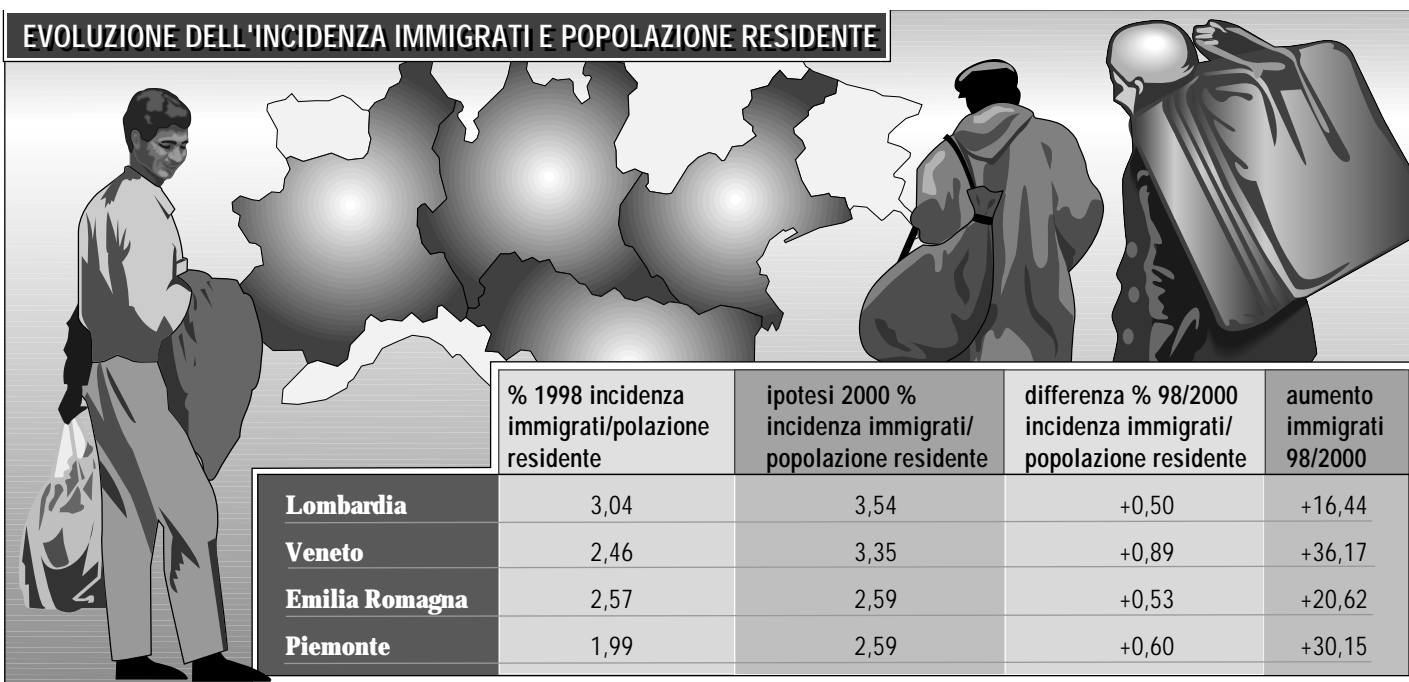 EVOLUZIONE DELL'INCIDENZA IMMIGRATI E POPOLAZIONE RESIDENTE
% 1998 incidenza immigrati/polazione residente
ipotesi 2000 % incidenza immigrati/ popolazione residente
differenza % 98/2000 incidenza immigrati/ popolazione residente
aumento immigrati 98/2000
Lombardia 3,04 3,54 +0,50 +16,44
Veneto 2,46 3,35 +0,89 +36,17
Emilia Romagna 2,57 2,59 +0,53 +20,62
Piemonte 1,99 2,59 +0,60 +30,15